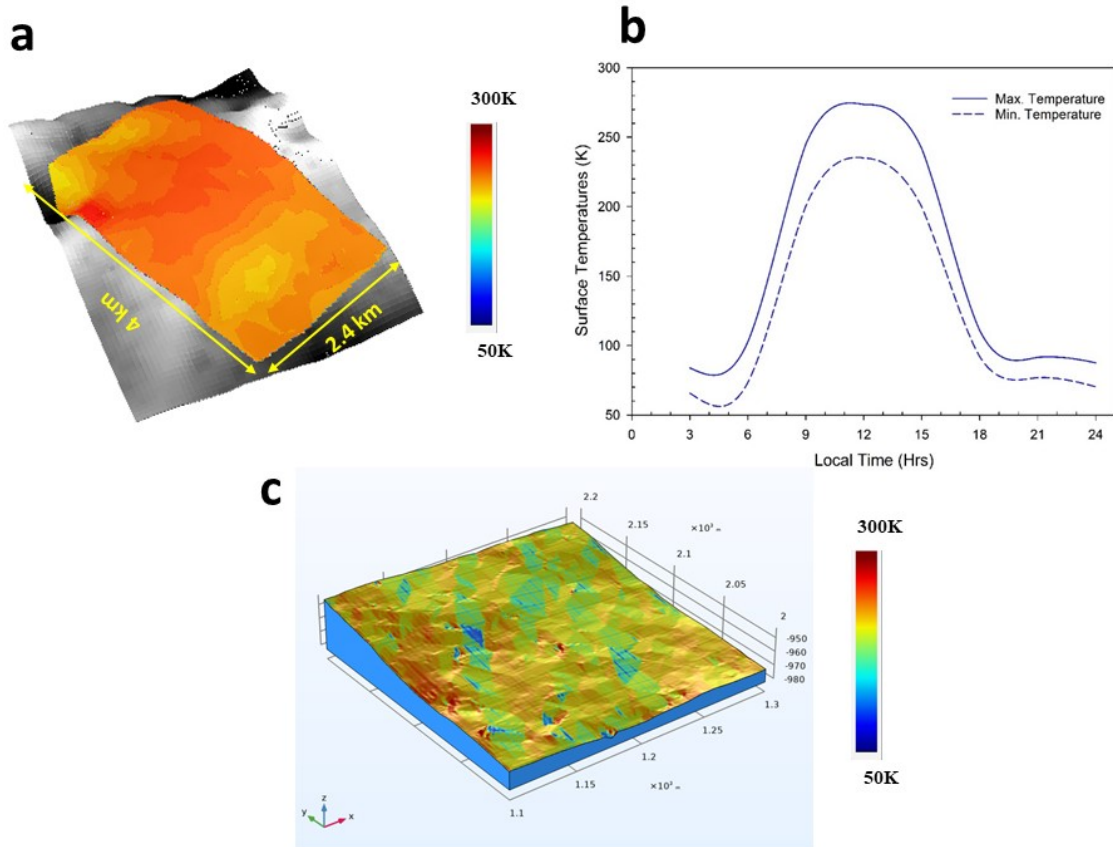 a
300K
50K
4 km
2.4 km
b
300
250
200
150
100
50
Surface Temperatures (K)
Max. Temperature
Min. Temperature
0 3 6 9 12 15 18 21 24
Local Time (Hrs)
c
2.2
2.15
×10³ m
2.1
2.05
2
-950
-960
-970
-980
1.3
1.25
1.2
×10³ m
1.15
1.1
z
y
x
300K
50K